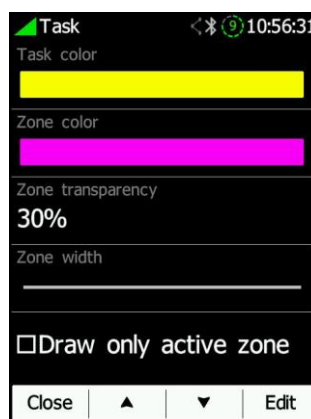 Task 9 10:56:31
Task color
Zone color
Zone transparency
30%
Zone width
Draw only active zone
Close Edit